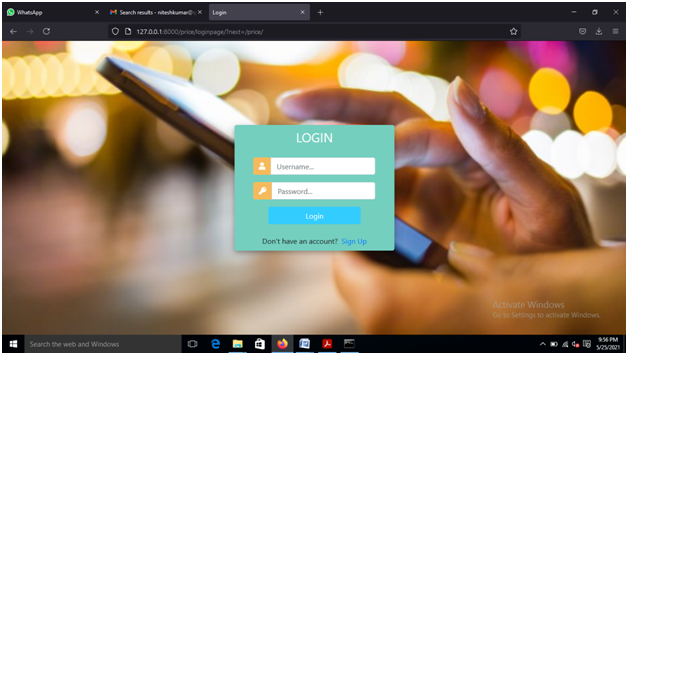 WhatsApp
Search results - niteshkumar@
Login
127.0.0.1:8000/price/loginpage/?next=/price/
LOGIN
Username...
Password...
Login
Don't have an account? Sign Up
Activate Windows
Go to Settings to activate Windows.
Search the web and Windows
9:56 PM
5/25/2021